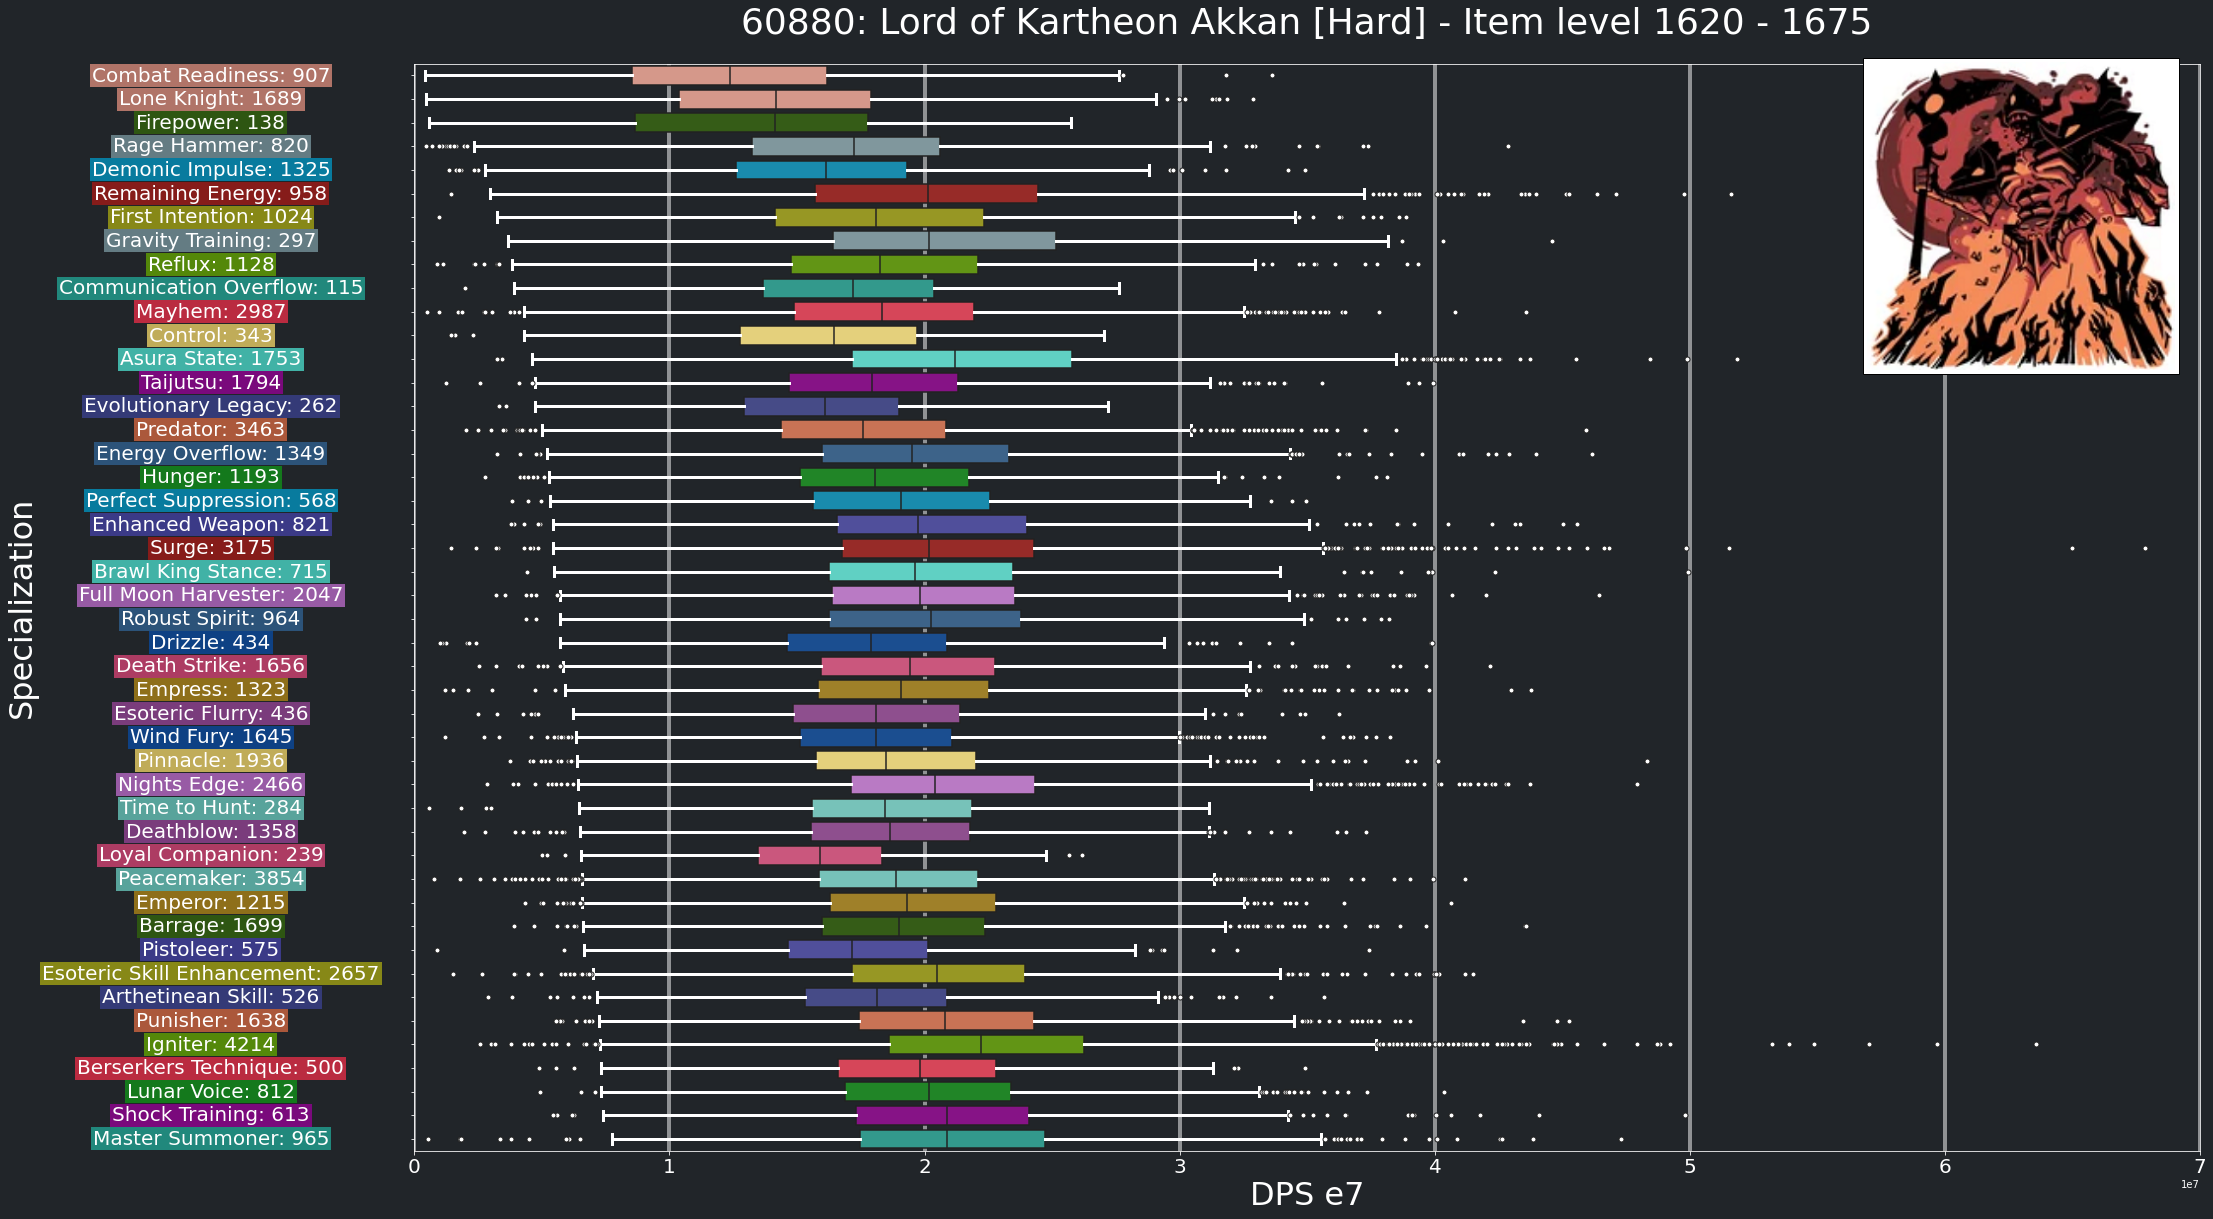 60880: Lord of Kartheon Akkan [Hard] - Item level 1620 - 1675
Specialization
Combat Readiness: 907
Lone Knight: 1689
Firepower: 138
Rage Hammer: 820
Demonic Impulse: 1325
Remaining Energy: 958
First Intention: 1024
Gravity Training: 297
Reflux: 1128
Communication Overflow: 115
Mayhem: 2987
Control: 343
Asura State: 1753
Taijutsu: 1794
Evolutionary Legacy: 262
Predator: 3463
Energy Overflow: 1349
Hunger: 1193
Perfect Suppression: 568
Enhanced Weapon: 821
Surge: 3175
Brawl King Stance: 715
Full Moon Harvester: 2047
Robust Spirit: 964
Drizzle: 434
Death Strike: 1656
Empress: 1323
Esoteric Flurry: 436
Wind Fury: 1645
Pinnacle: 1936
Nights Edge: 2466
Time to Hunt: 284
Deathblow: 1358
Loyal Companion: 239
Peacemaker: 3854
Emperor: 1215
Barrage: 1699
Pistoleer: 575
Esoteric Skill Enhancement: 2657
Arthetinean Skill: 526
Punisher: 1638
Igniter: 4214
Berserkers Technique: 500
Lunar Voice: 812
Shock Training: 613
Master Summoner: 965
0 1 2 3 4 5 6 7
DPS e7
1e7